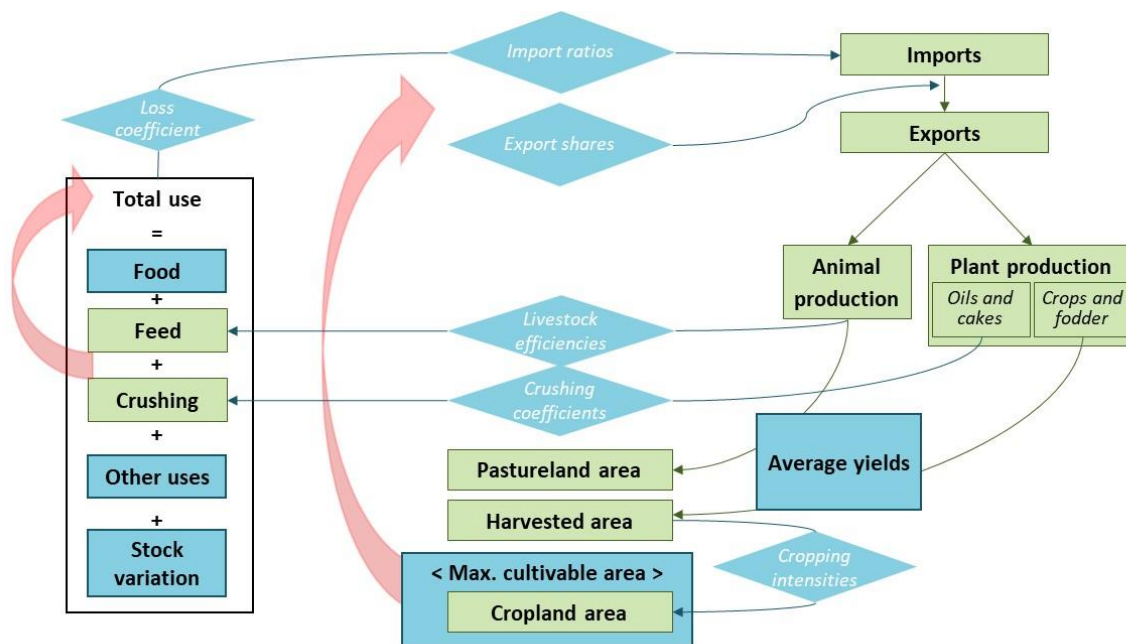 Import ratios
Imports
Loss
coefficient
Export shares
Exports
Total use
=
Food
+
Feed
+
Crushing
+
Other uses
+
Stock
variation
Animal
production
Plant production
Oils and
cakes
Crops and
fodder
Livestock
efficiencies
Crushing
coefficients
Average yields
Pastureland area
Harvested area
Cropping
intensities
< Max. cultivable area >
Cropland area